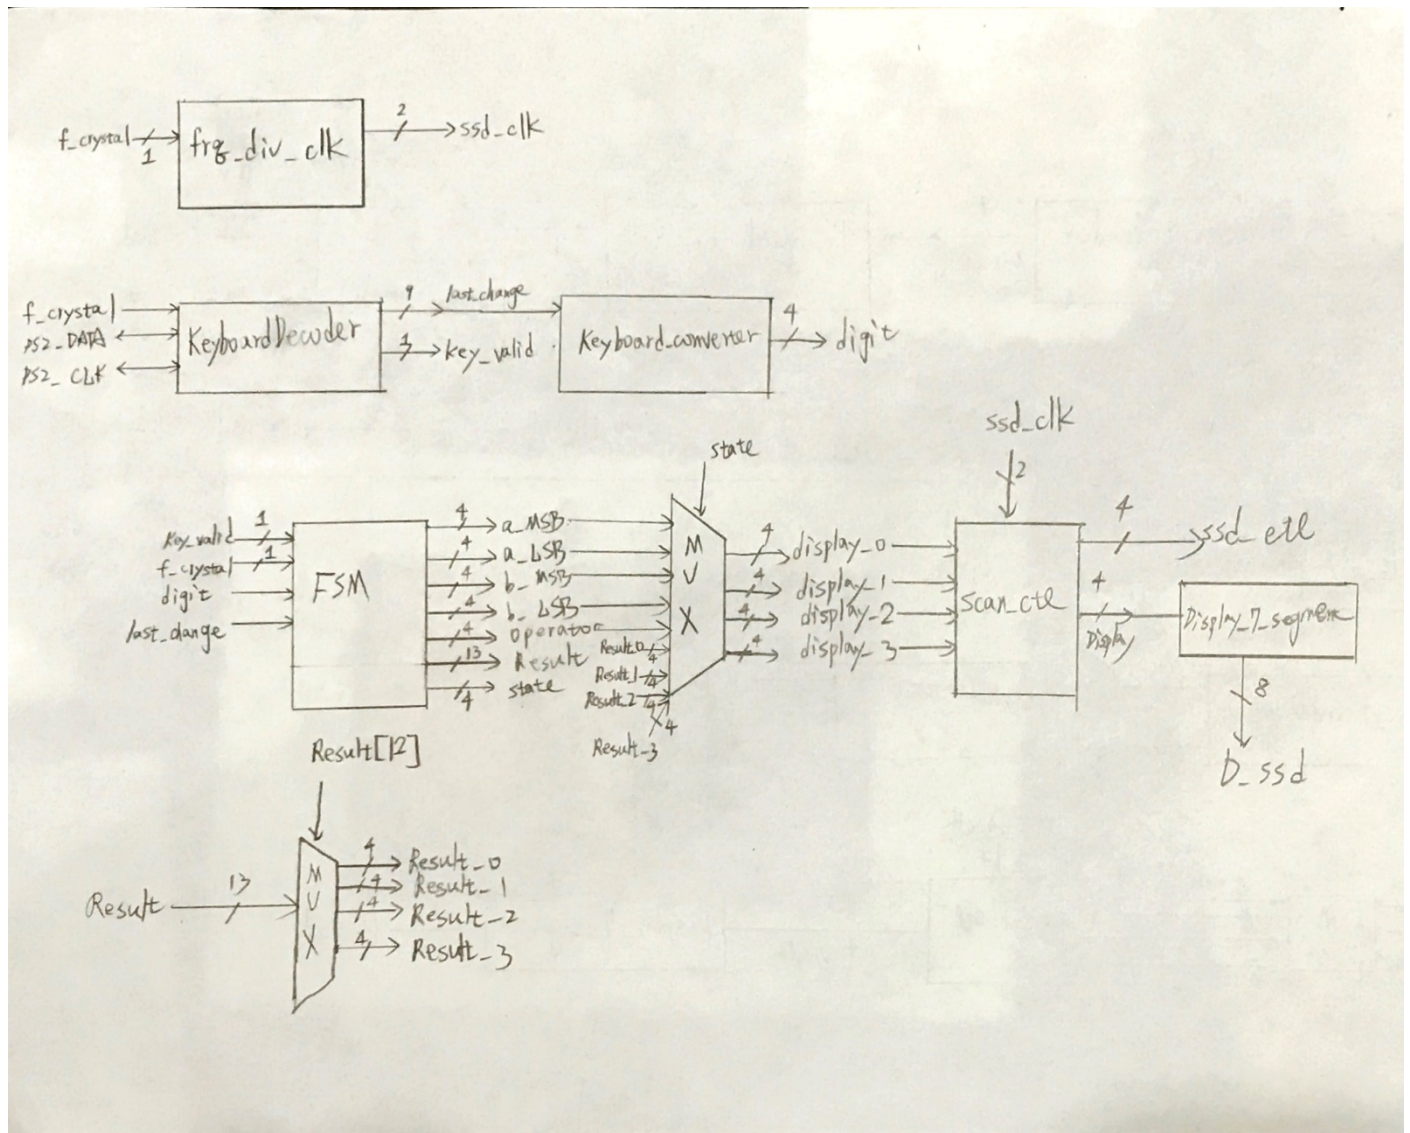 f_crystal
1
frq_div_clk
2
ssd_clk
f_crystal
PS2_DATA
PS2_CLK
KeyboardDecoder
9
last_change
1
key_valid
Keyboard_converter
4
digit
key_valid
1
f_crystal
1
digit
last_change
FSM
4
a_MSB
4
a_LSB
4
b_MSB
4
b_LSB
4
operator
13
Result
4
state
state
MUX
Result_0
4
Result_1
4
Result_2
4
Result_3
4
4
display_0
4
display_1
4
display_2
4
display_3
ssd_clk
2
scan_ctl
4
ssd_ctl
4
Display
Display_7_segment
8
D_ssd
Result[12]
Result
13
MUX
4
Result_0
4
Result_1
4
Result_2
4
Result_3